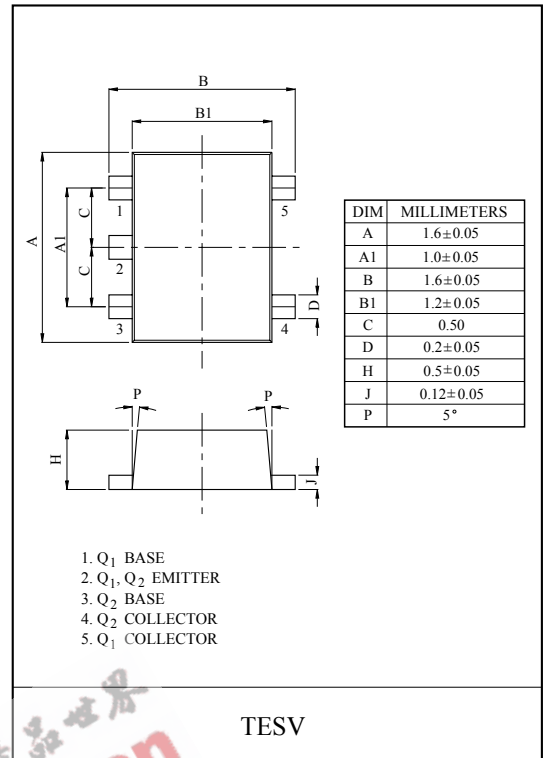 B
B1
1
5
A
A1
C
C
2
D
3
4
DIM MILLIMETERS
A 1.6±0.05
A1 1.0±0.05
B 1.6±0.05
B1 1.2±0.05
C 0.50
D 0.2±0.05
H 0.5±0.05
J 0.12±0.05
P 5°
P
P
H
J
1. Q1 BASE
2. Q1, Q2 EMITTER
3. Q2 BASE
4. Q2 COLLECTOR
5. Q1 COLLECTOR
品世界
TESV